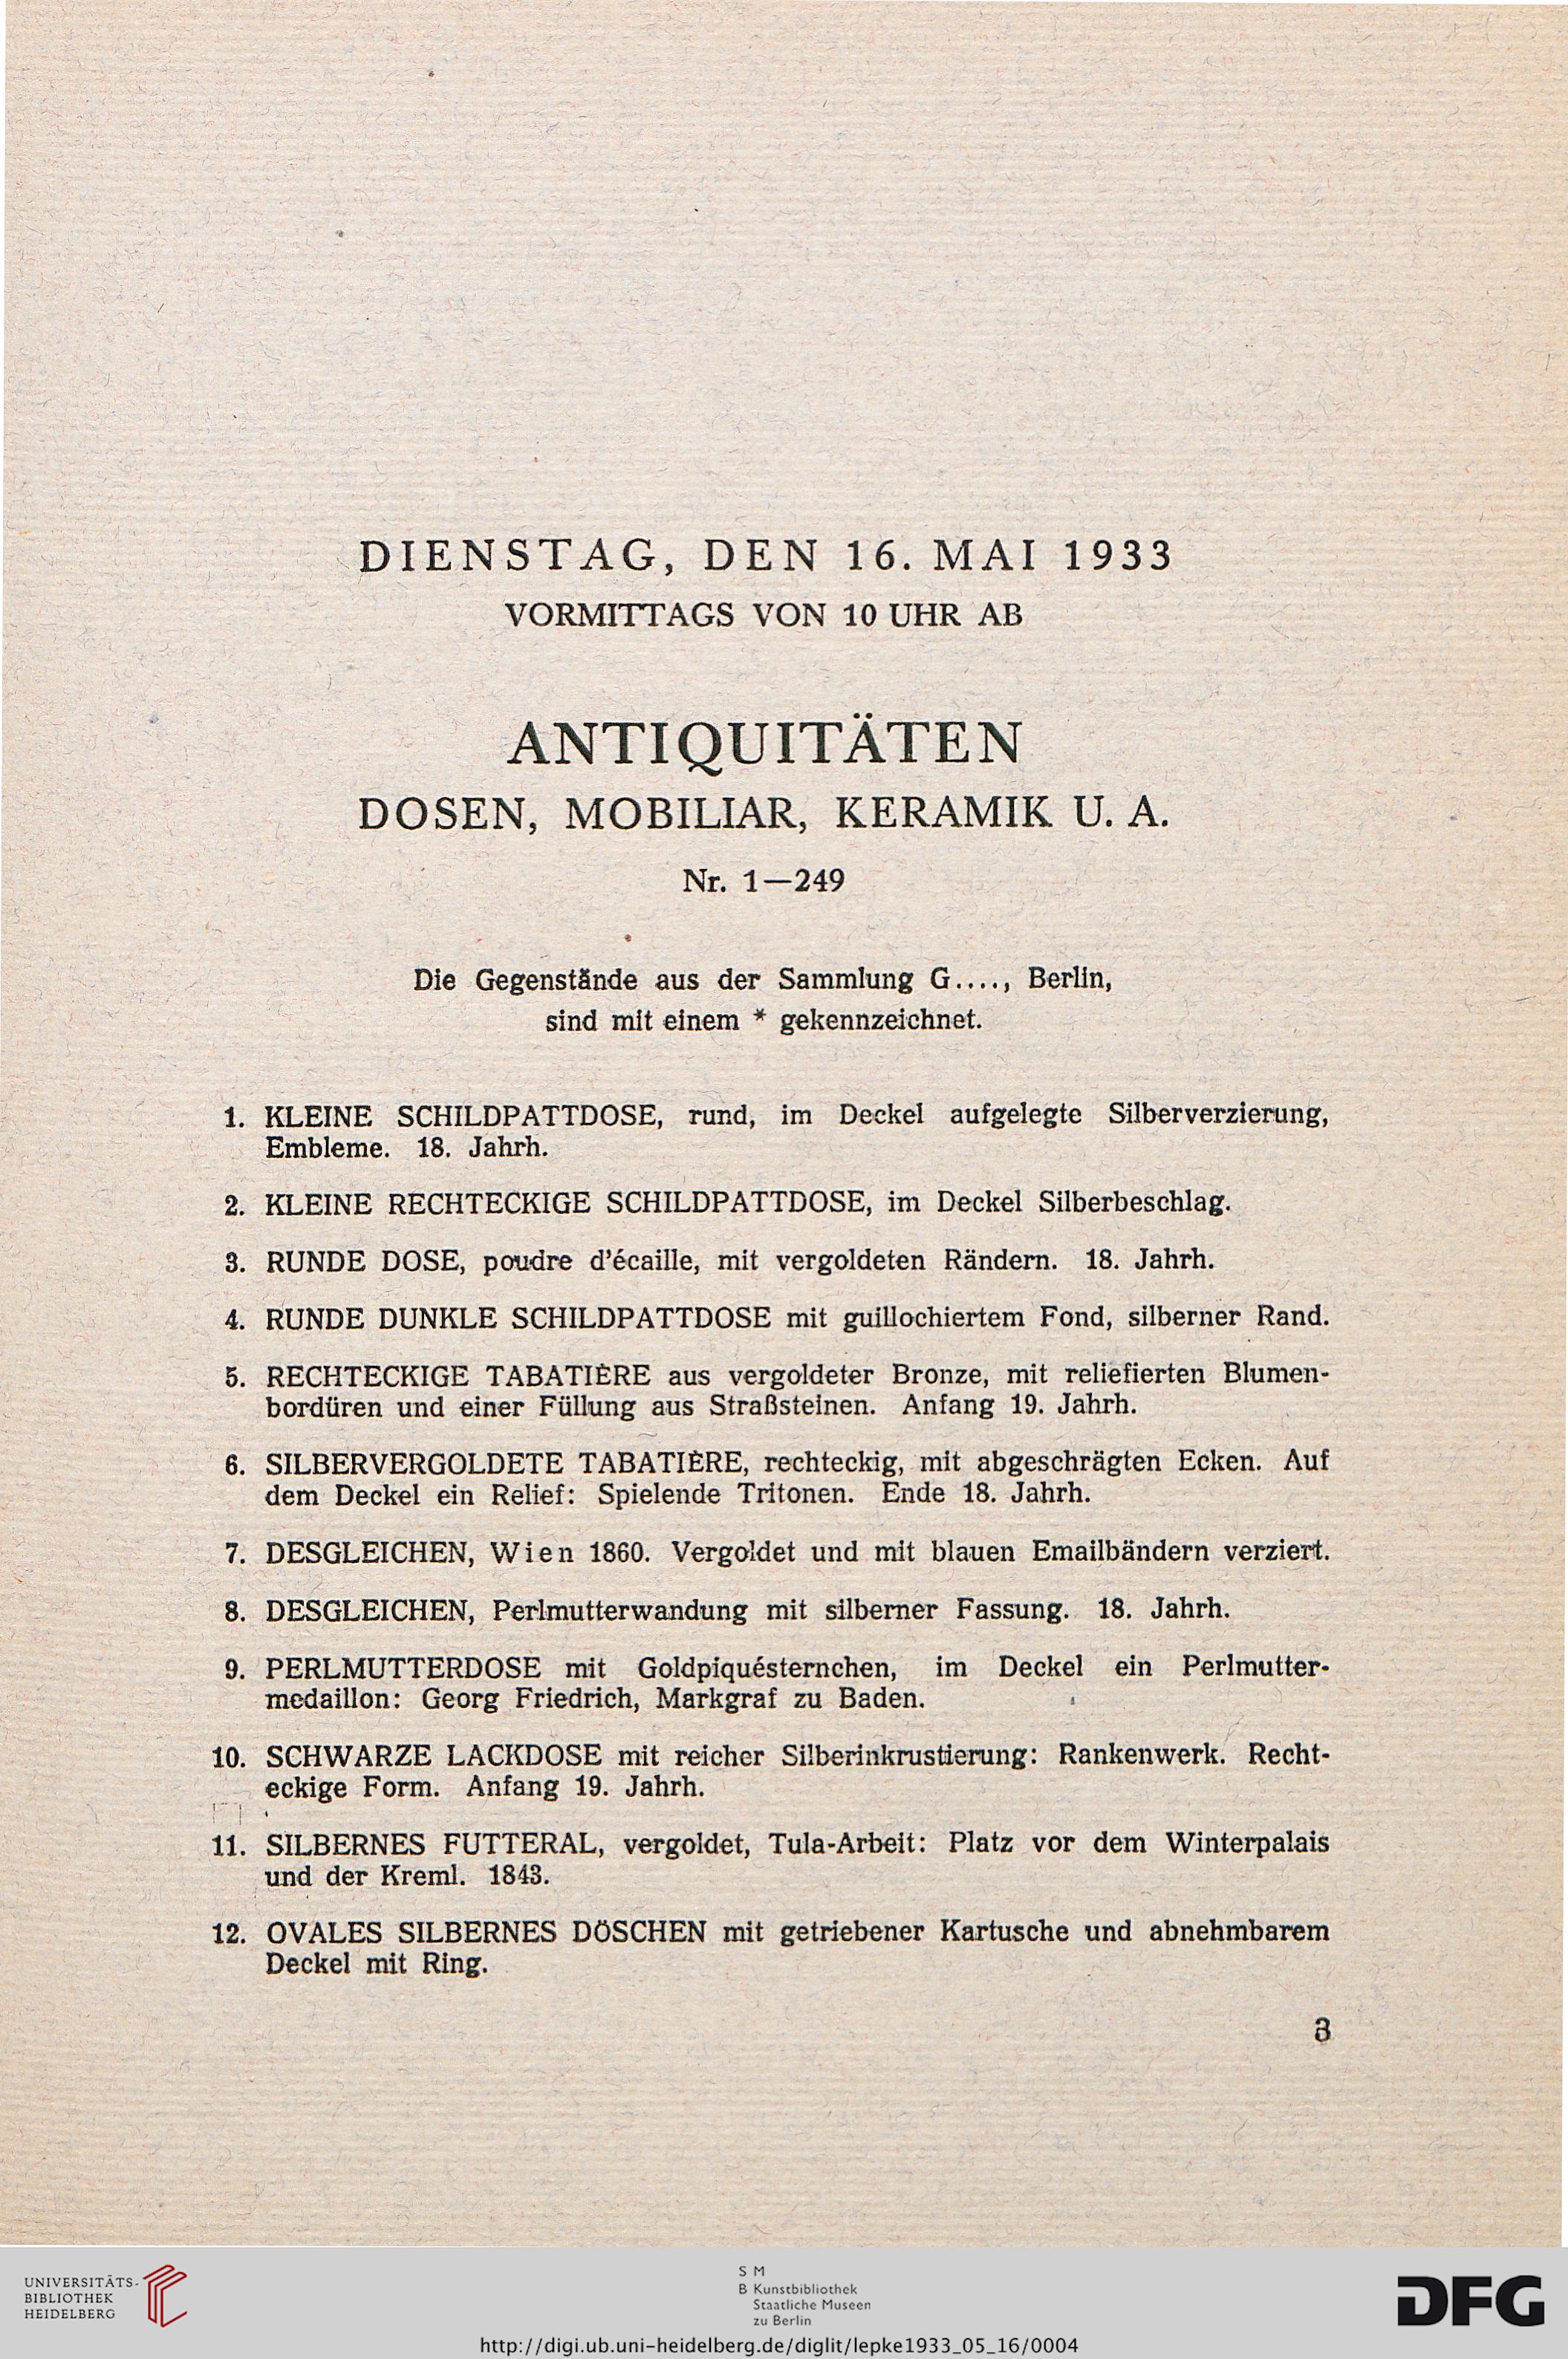 DIENSTAG, DEN 16. MAI 1933
VORMITTAGS VON 10 UHR AB
ANTIQUITÄTEN
DOSEN, MOBILIAR, KERAMIK U. A.
Nr. 1—249
Die Gegenstände aus der Sammlung G...., Berlin,
sind mit einem * gekennzeichnet.
1. KLEINE SCHILDPATTDOSE, rund, im Deckel aufgelegte Silberverzierung,
Embleme. 18. Jahrh.
2. KLEINE RECHTECKIGE SCHILDPATTDOSE, im Deckel Silberbeschlag.
3. RUNDE DOSE, poudre d'écaille, mit vergoldeten Rändern. 18. Jahrh.
4. RUNDE DUNKLE SCHILDPATTDOSE mit guillochiertem Fond, silberner Rand.
5. RECHTECKIGE TABATIÈRE aus vergoldeter Bronze, mit reliefierten Blumen-
bordüren und einer Füllung aus Straßsteinen. Anfang 19. Jahrh.
6. SILBERVERGOLDETE TABATIÈRE, rechteckig, mit abgeschrägten Ecken. Auf
dem Deckel ein Relief: Spielende Tritonen. Ende 18. Jahrh.
7. DESGLEICHEN, Wien 1860. Vergoldet und mit blauen Emailbändern verziert.
8. DESGLEICHEN, Perlmutterwandung mit silberner Fassung. 18. Jahrh.
9. PERLMUTTERDOSE mit Goldpiquésternchen, im Deckel ein Perlmutter-
medaillon: Georg Friedrich, Markgraf zu Baden.
10. SCHWARZE LACKDOSE mit reicher Silberinkrustierung: Rankenwerk. Recht-
eckige Form. Anfang 19. Jahrh.
11. SILBERNES FUTTERAL, vergoldet, Tula-Arbeit: Platz vor dem Winterpalais
und der Kreml. 1843.
12. OVALES SILBERNES DÖSCHEN mit getriebener Kartusche und abnehmbarem
Deckel mit Ring.
3
UNIVERSITÄTS-
BIBLIOTHEK
HEIDELBERG
S M
B Kunstbibliothek
Staatliche Museen
zu Berlin
DFG
http://digi.ub.uni-heidelberg.de/diglit/lepke1933_05_16/0004